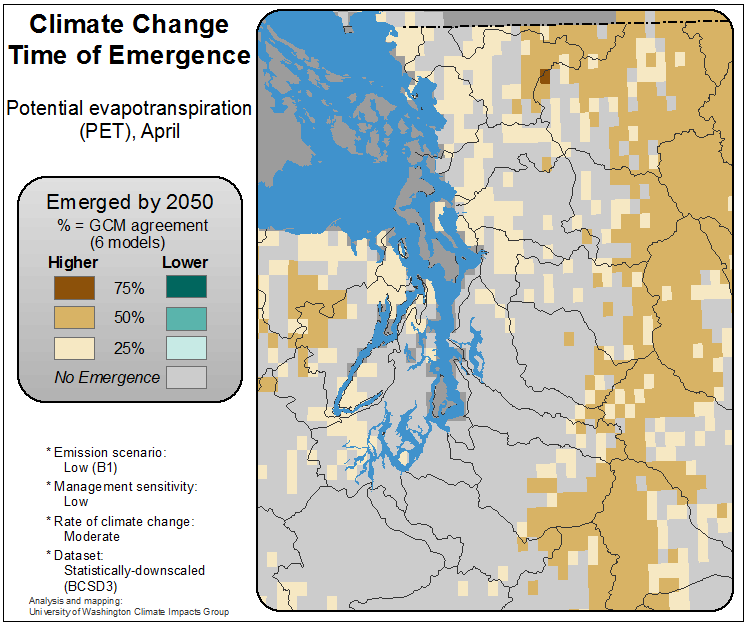 Climate Change
Time of Emergence
Potential evapotranspiration
(PET), April
Emerged by 2050
% = GCM agreement
(6 models)
Higher Lower
75%
50%
25%
No Emergence
* Emission scenario:
Low (B1)
* Management sensitivity:
Low
* Rate of climate change:
Moderate
* Dataset:
Statistically-downscaled
(BCSD3)
Analysis and mapping:
University of Washington Climate Impacts Group